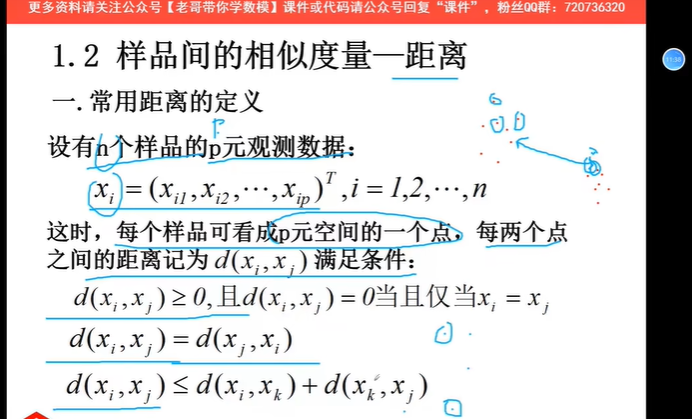 更多资料请关注公众号【老哥带你学数模】课件或代码请公众号回复“课件”，粉丝QQ群：720736320
1.2 样品间的相似度量—距离
一.常用距离的定义
p
设有n个样品的p元观测数据：
x_i = (x_{i1}, x_{i2}, ⋯, x_{ip})^T, i = 1,2,⋯,n
这时，每个样品可看成p元空间的一个点，每两个点
之间的距离记为 d(x_i, x_j) 满足条件：
d(x_i, x_j) ≥ 0, 且d(x_i, x_j) = 0当且仅当x_i = x_j
d(x_i, x_j) = d(x_j, x_i)
d(x_i, x_j) ≤ d(x_i, x_k) + d(x_k, x_j)